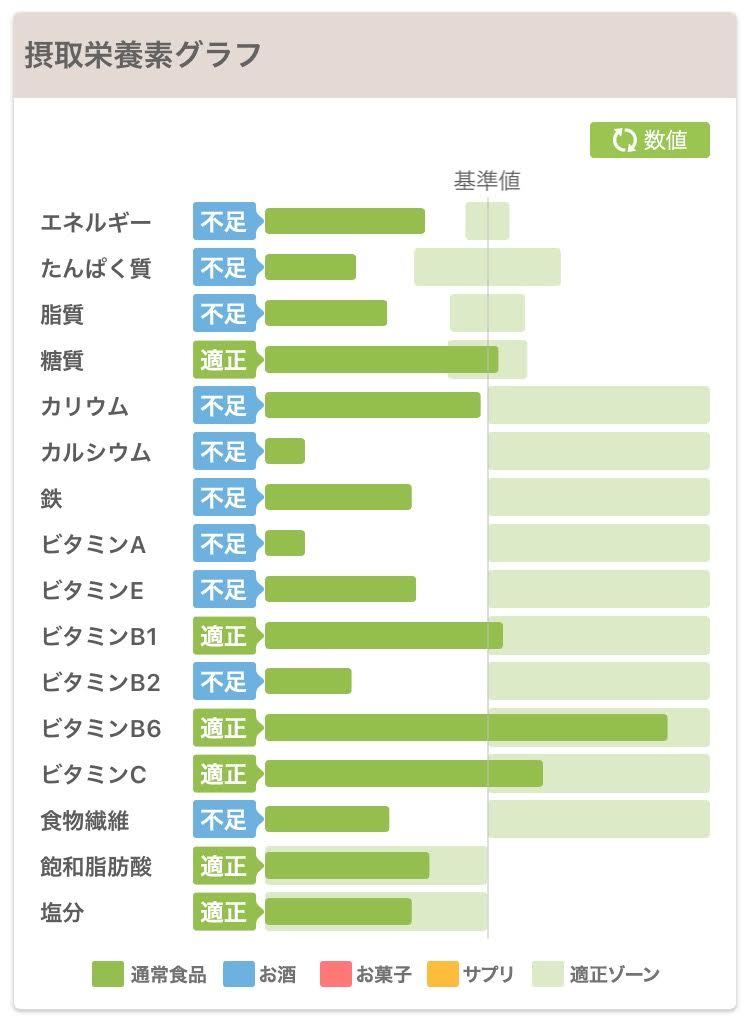 摂取栄養素グラフ
数値
基準値
エネルギー 不足
たんぱく質 不足
脂質 不足
糖質 適正
カリウム 不足
カルシウム 不足
鉄 不足
ビタミンA 不足
ビタミンE 不足
ビタミンB1 適正
ビタミンB2 不足
ビタミンB6 適正
ビタミンC 適正
食物繊維 不足
飽和脂肪酸 適正
塩分 適正
通常食品 お酒 お菓子 サプリ 適正ゾーン